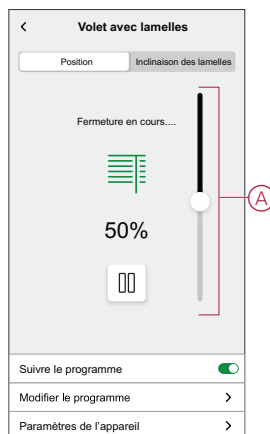 Volet avec lamelles
Position
Inclinaison des lamelles
Fermeture en cours....
50%
A
Suivre le programme
Modifier le programme
Paramètres de l'appareil